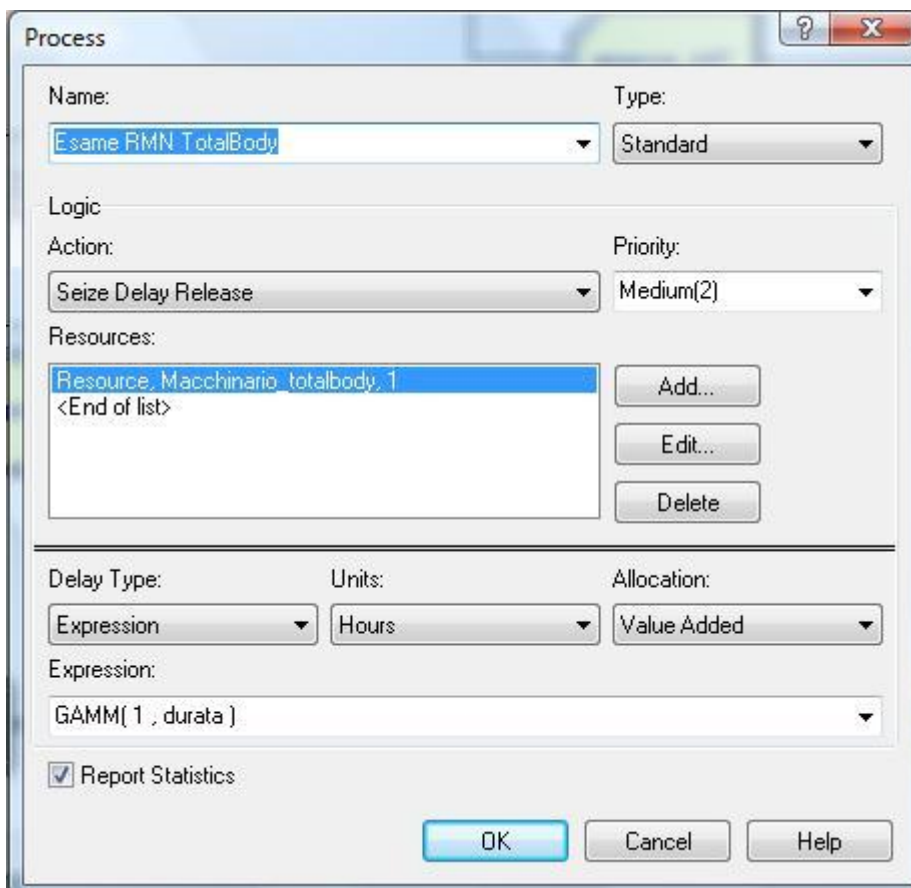 Process
Name: Type:
Esame RMN TotalBody Standard
Logic
Action: Priority:
Seize Delay Release Medium(2)
Resources:
Resource, Macchinario_totalbody, 1
<End of list>
Add...
Edit...
Delete
Delay Type: Units: Allocation:
Expression Hours Value Added
Expression:
GAMM( 1 , durata )
Report Statistics
OK Cancel Help